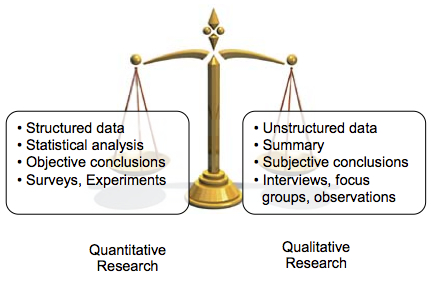 • Structured data
• Statistical analysis
• Objective conclusions
• Surveys, Experiments
• Unstructured data
• Summary
• Subjective conclusions
• Interviews, focus
groups, observations
Quantitative
Research
Qualitative
Research